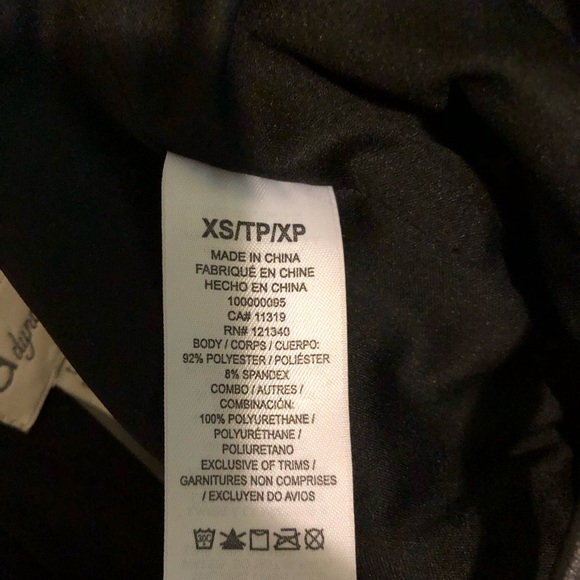 XS/TP/XP
MADE IN CHINA
FABRIQUÉ EN CHINE
HECHO EN CHINA
100000095
CA# 11319
RN# 121340
BODY / CORPS / CUERPO:
92% POLYESTER / POLIÉSTER
8% SPANDEX
COMBO / AUTRES /
COMBINACIÓN:
100% POLYURETHANE /
POLYURÉTHANE /
POLIURETANO
EXCLUSIVE OF TRIMS /
GARNITURES NON COMPRISES
/ EXCLUYEN DO AVIOS
30C